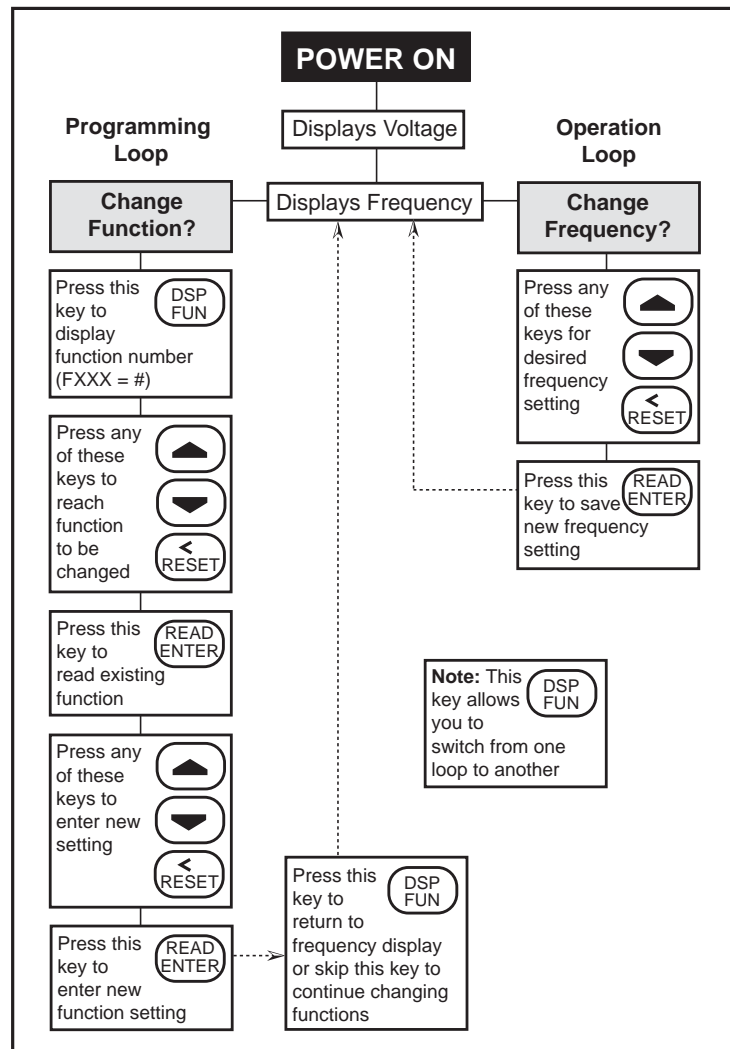 POWER ON
Displays Voltage
Displays Frequency
Programming
Loop
Change
Function?
Press this
key to
display
function number
(FXXX = #)
DSP
FUN
Press any
of these
keys to
reach
function
to be
changed
<
RESET
Press this
key to
read existing
function
READ
ENTER
Press any
of these
keys to
enter new
setting
<
RESET
Press this
key to
enter new
function setting
READ
ENTER
Press this
key to
return to
frequency display
or skip this key to
continue changing
functions
DSP
FUN
Operation
Loop
Change
Frequency?
Press any
of these
keys for
desired
frequency
setting
<
RESET
Press this
key to save
new frequency
setting
READ
ENTER
Note: This
key allows
you to
switch from one
loop to another
DSP
FUN